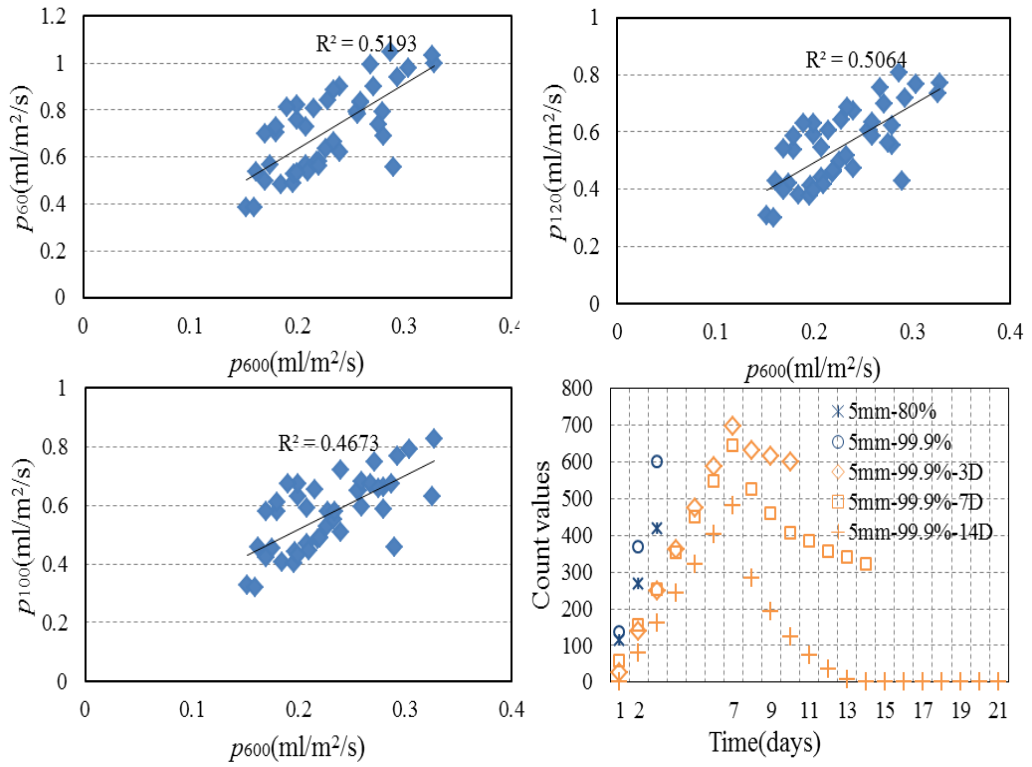 1.2
1
0.8
0.6
0.4
0.2
0
R² = 0.5193
p60(ml/m²/s)
0
0.1
0.2
0.3
0.4
p600(ml/m²/s)
1
0.8
0.6
0.4
0.2
0
R² = 0.5064
p120(ml/m²/s)
0
0.1
0.2
0.3
0.4
p600(ml/m²/s)
1
0.8
0.6
0.4
0.2
0
R² = 0.4673
p100(ml/m²/s)
0
0.1
0.2
0.3
0.4
p600(ml/m²/s)
800
700
600
500
400
300
200
100
0
Count values
5mm-80%
5mm-99.9%
5mm-99.9%-3D
5mm-99.9%-7D
5mm-99.9%-14D
1 2 7 9 11 13 15 17 19 21
Time(days)